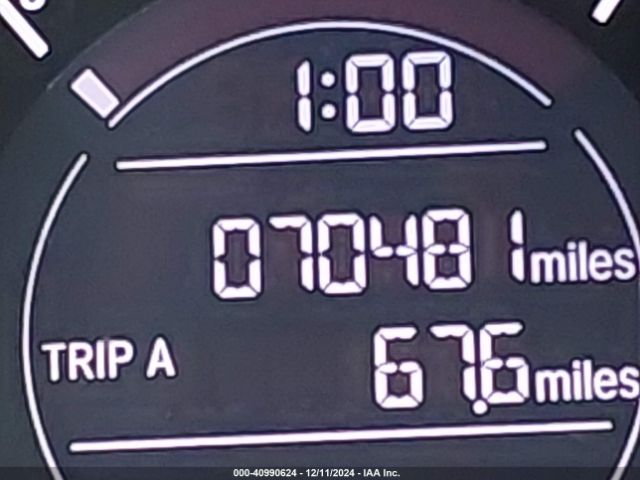 1:00
070481 miles
TRIP A 67.6 miles
000-40990624 - 12/11/2024 - IAA Inc.